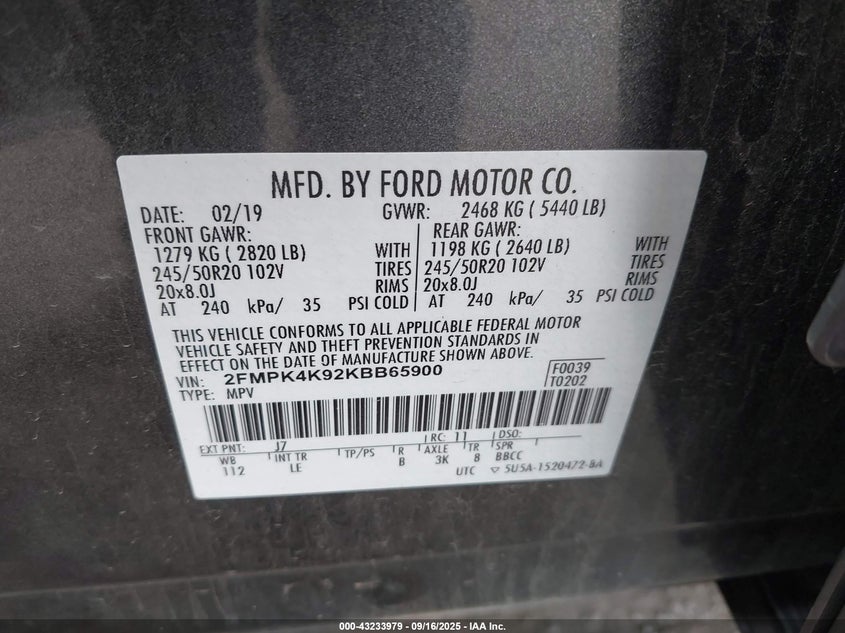 MFD. BY FORD MOTOR CO.
DATE: 02/19 GVWR: 2468 KG ( 5440 LB)
FRONT GAWR: REAR GAWR:
1279 KG ( 2820 LB) WITH 1198 KG ( 2640 LB) WITH
245/50R20 102V TIRES 245/50R20 102V TIRES
20x8.0J RIMS 20x8.0J RIMS
AT 240 kPa/ 35 PSI COLD AT 240 kPa/ 35 PSI COLD
THIS VEHICLE CONFORMS TO ALL APPLICABLE FEDERAL MOTOR
VEHICLE SAFETY AND THEFT PREVENTION STANDARDS IN
EFFECT ON THE DATE OF MANUFACTURE SHOWN ABOVE.
VIN: 2FMPK4K92KBB65900 F0039
TYPE: MPV T0202
EXT PNT: J7 RC: 11 DSO:
WB INT TR TP/PS R AXLE TR SPR
112 LE B 3K 8 BBCC
UTC ▽ 5U5A-1520472-BA
000-43233979 - 09/16/2025 - IAA Inc.